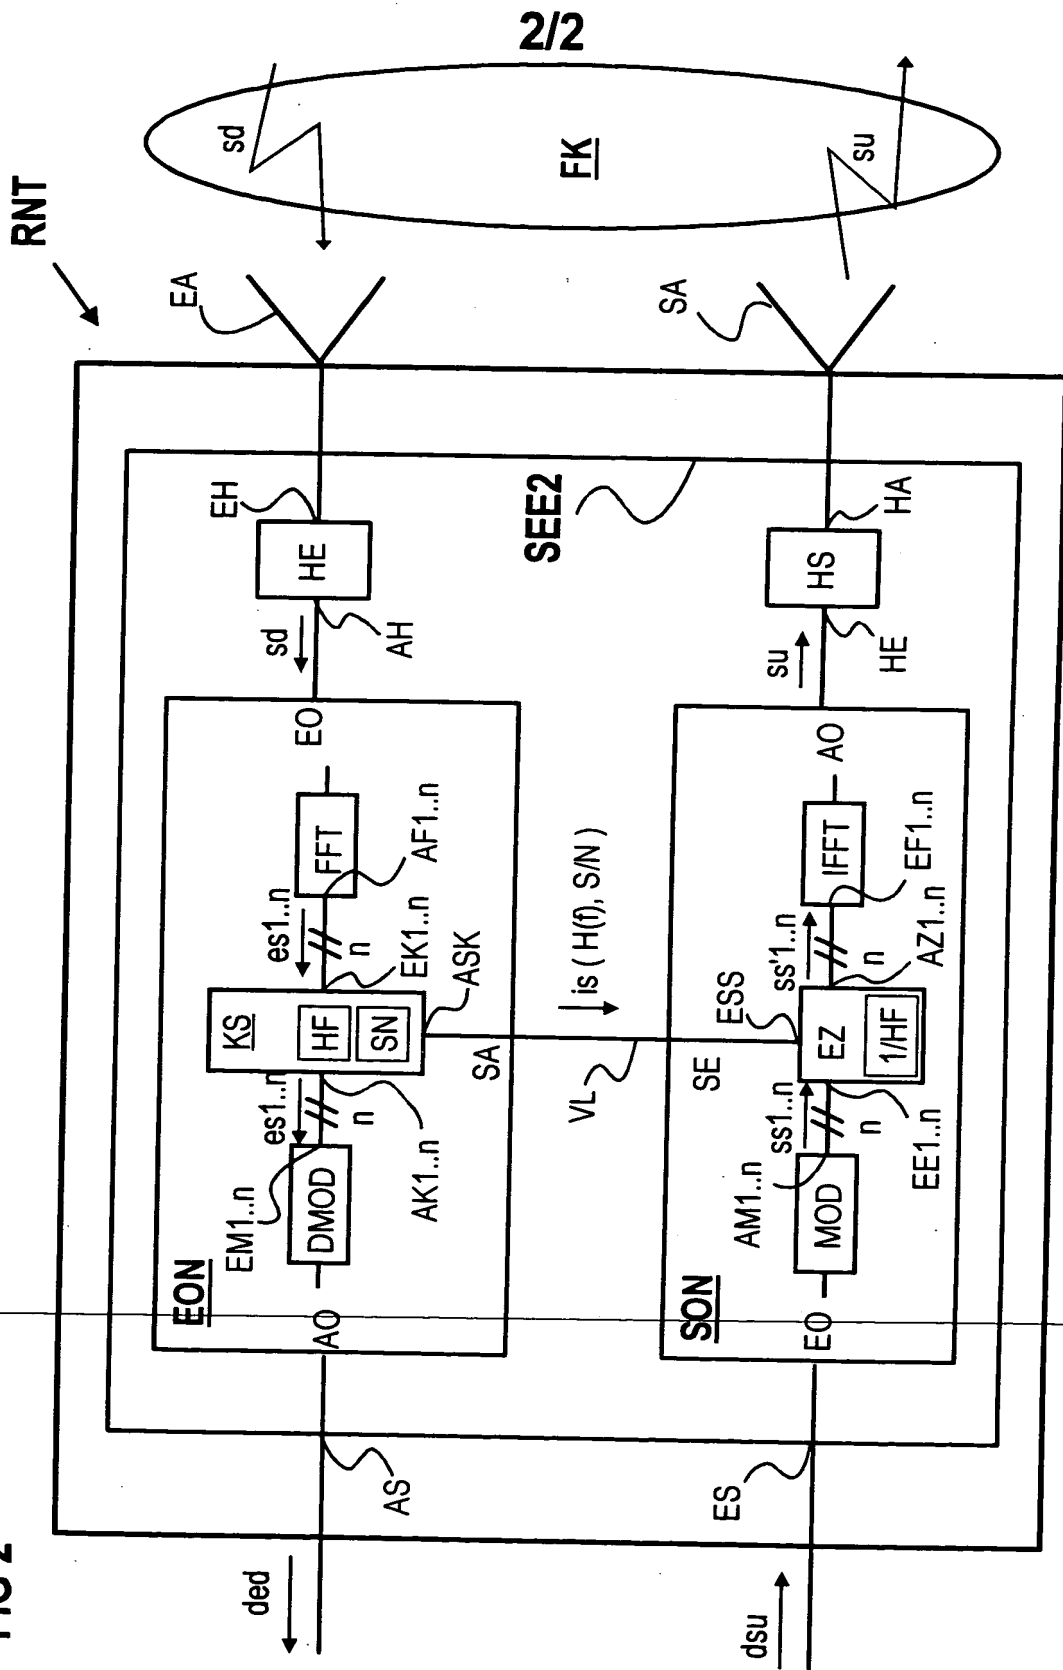 2/2
FIG 2
RNT
FK
sd
su
EA
SA
SEE2
EH
HE
AH
sd
HA
HS
HE
su
EON
AO
DMOD
EM1..n
es1..n
n
AK1..n
KS
HF
SN
es1..n
n
EK1..n
ASK
FFT
AF1..n
EO
SA
VL
is ( H(f), S/N )
SE
ESS
SON
EO
MOD
AM1..n
ss1..n
n
EE1..n
EZ
1/HF
ss'1..n
n
AZ1..n
IFFT
EF1..n
AO
AS
ES
ded
dsu